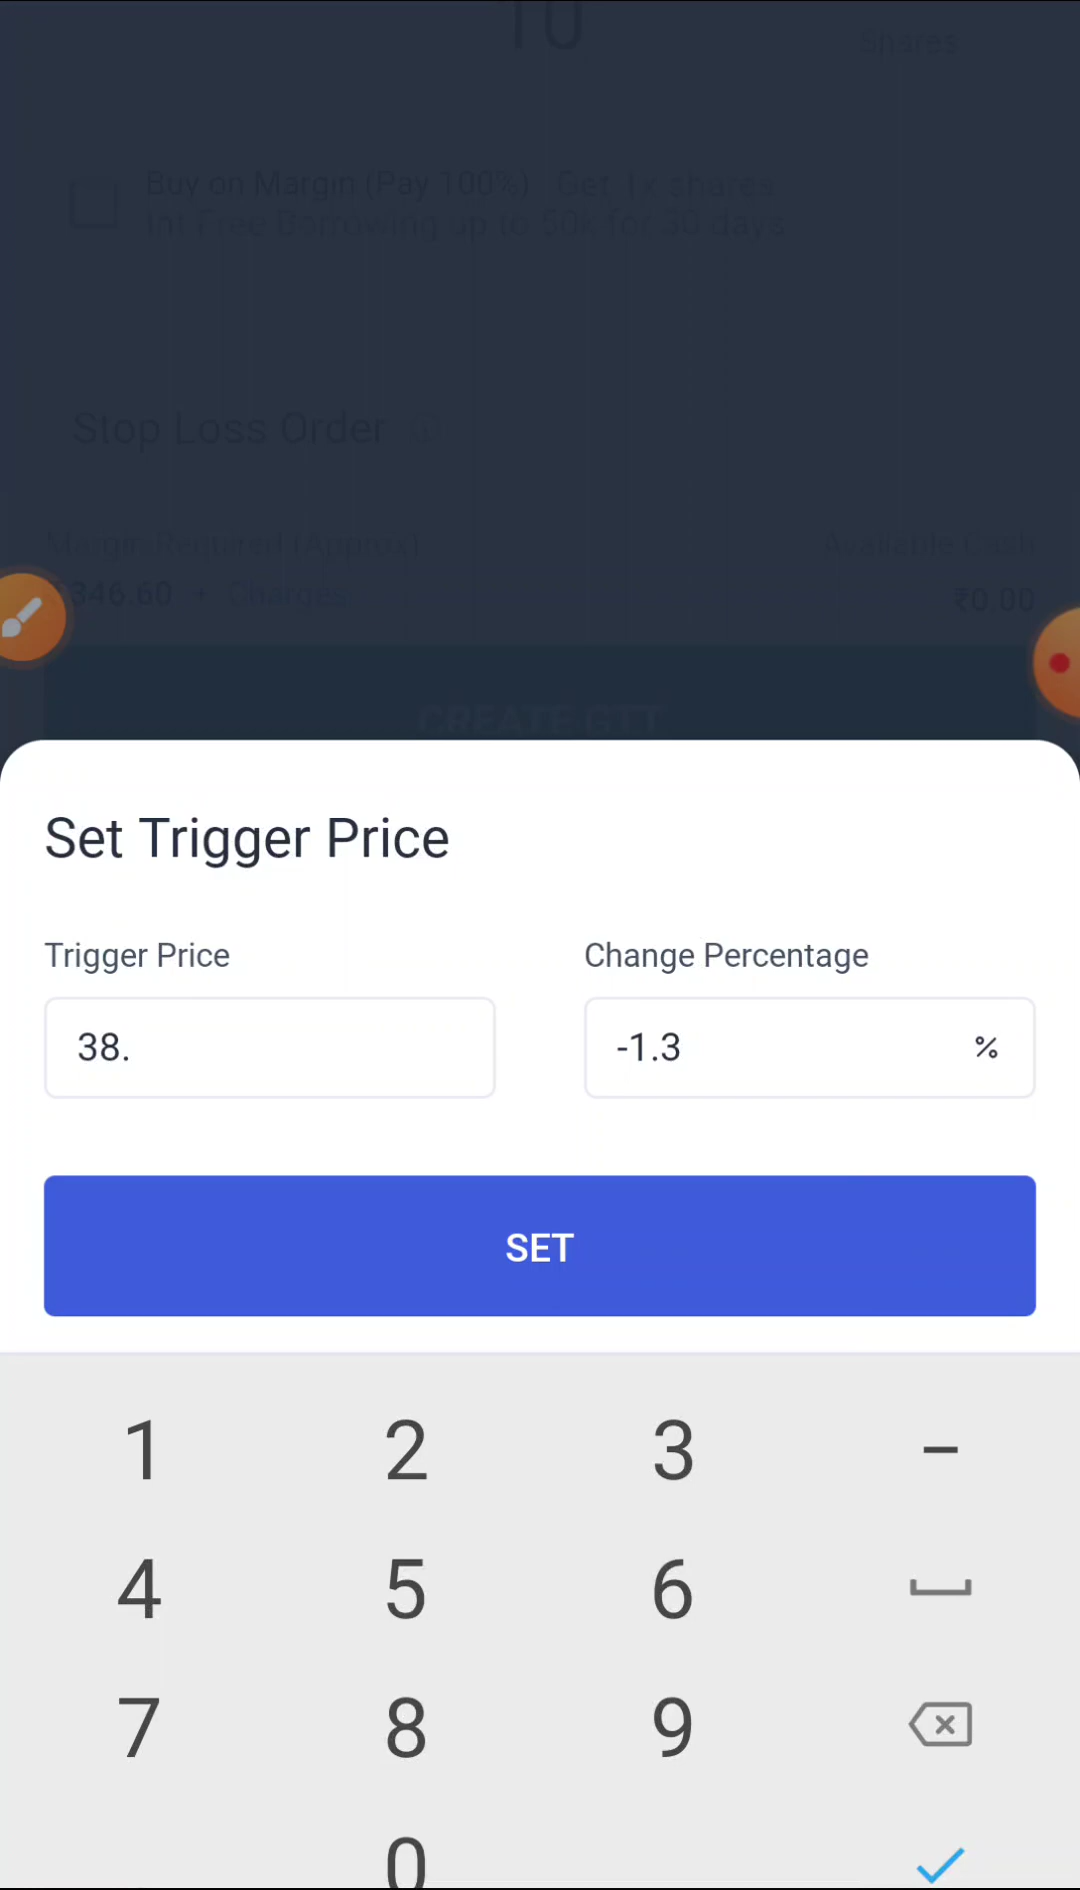 10
Shares
Buy on Margin (Pay 100%) Get 1x shares
Int Free Borrowing up to 50k for 30 days
Stop Loss Order
Margin Required (Approx)
Available Cash
346.60 + Charges
₹0.00
CREATE GTT
Set Trigger Price
Trigger Price
Change Percentage
38.
-1.3
%
SET
1 2 3 –
4 5 6
7 8 9
0